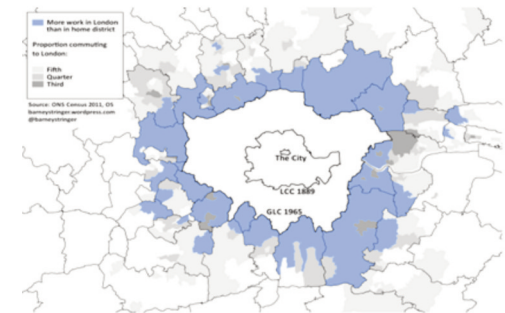 More work in London
than in home district
Proportion commuting
to London:
Fifth
Quarter
Third
Source: ONS Census 2011, OS
barneystringer.wordpress.com
@barneystringer
The City
LCC 1889
GLC 1965